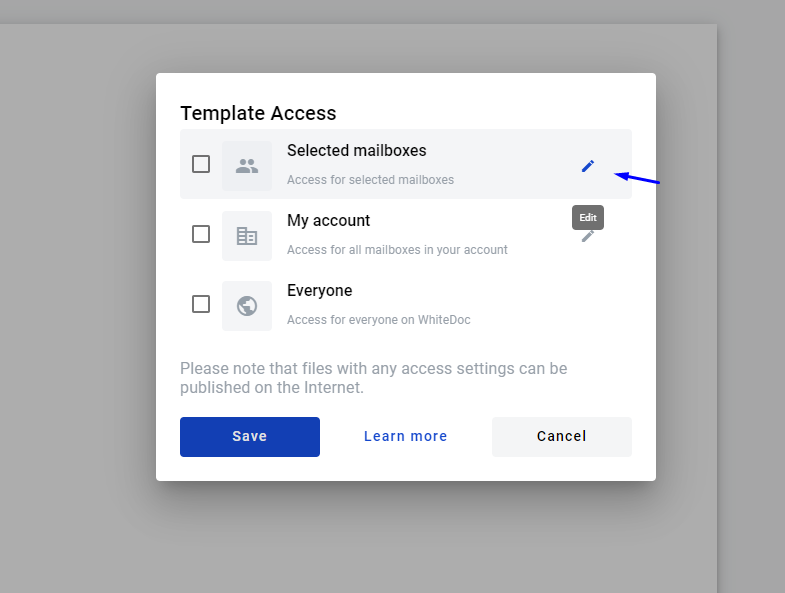 Template Access
Selected mailboxes
Access for selected mailboxes
Edit
My account
Access for all mailboxes in your account
Everyone
Access for everyone on WhiteDoc
Please note that files with any access settings can be
published on the Internet.
Save
Learn more
Cancel